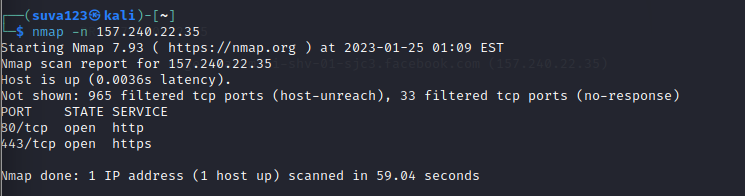 ┌──(suva123㉿kali)-[~]
└─$ nmap -n 157.240.22.35
Starting Nmap 7.93 ( https://nmap.org ) at 2023-01-25 01:09 EST
Nmap scan report for 157.240.22.35
Host is up (0.0036s latency).
Not shown: 965 filtered tcp ports (host-unreach), 33 filtered tcp ports (no-response)
PORT    STATE SERVICE
80/tcp  open  http
443/tcp open  https
Nmap done: 1 IP address (1 host up) scanned in 59.04 seconds